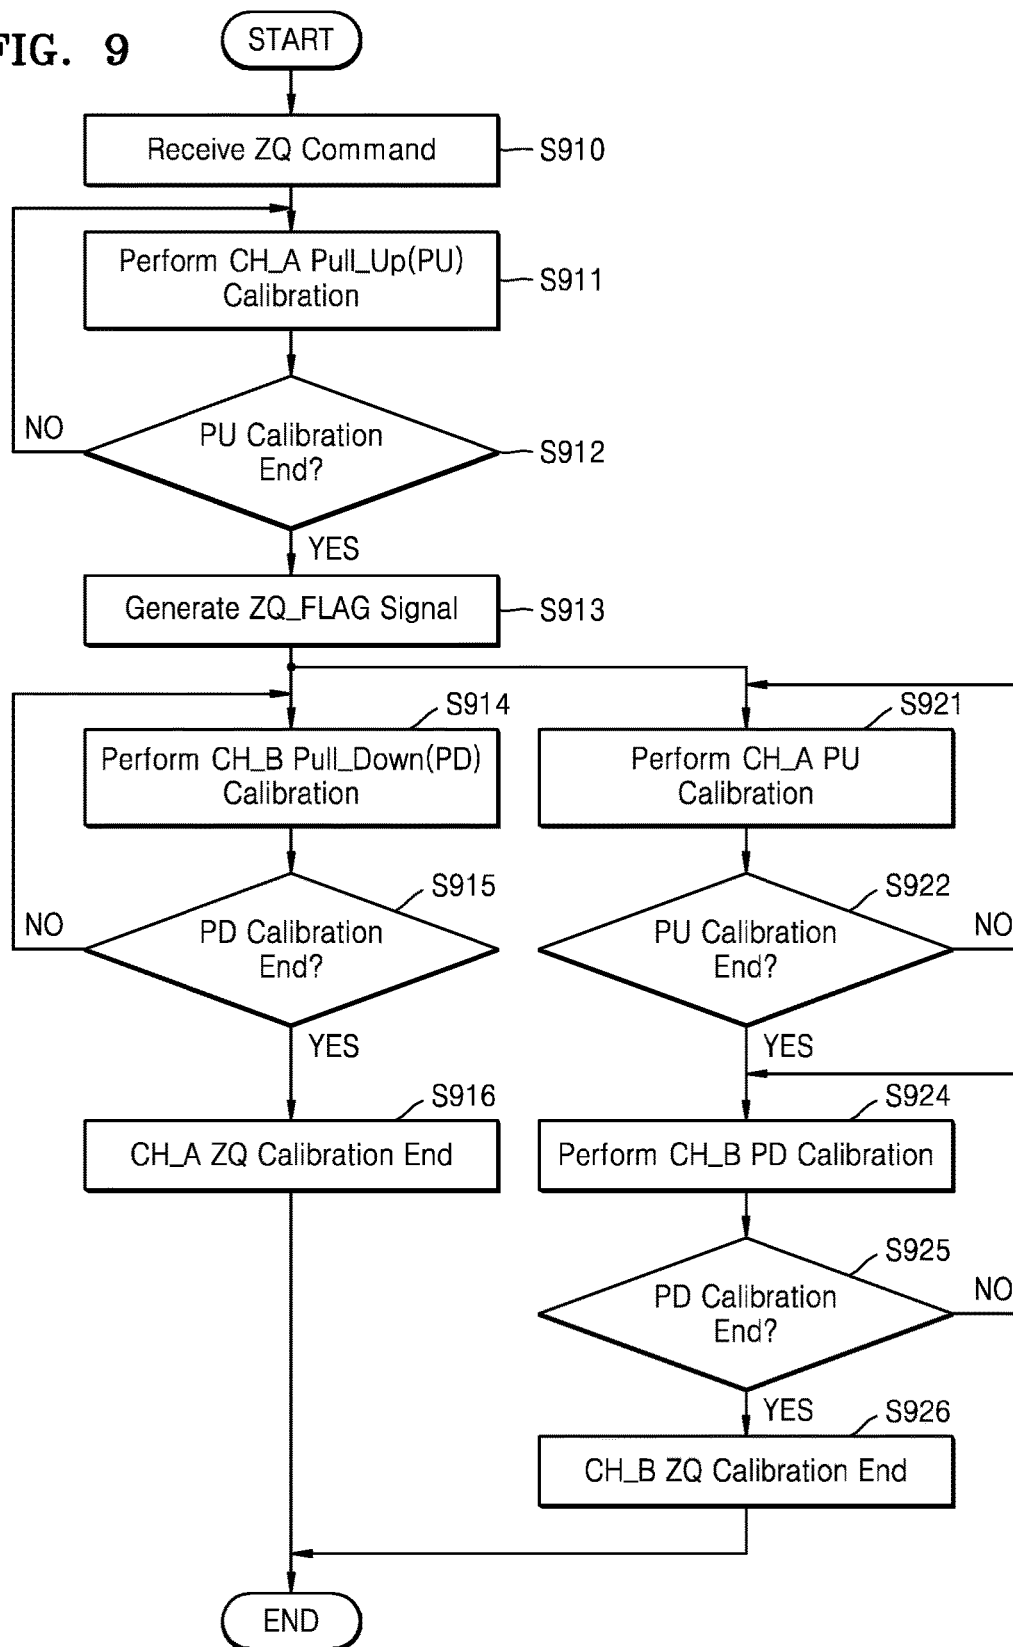 FIG. 9
START
Receive ZQ Command
S910
Perform CH_A Pull_Up(PU)
Calibration
S911
NO
PU Calibration
End?
S912
YES
Generate ZQ_FLAG Signal
S913
S914
Perform CH_B Pull_Down(PD)
Calibration
S921
Perform CH_A PU
Calibration
S915
NO
PD Calibration
End?
YES
S922
PU Calibration
End?
NO
YES
S916
CH_A ZQ Calibration End
S924
Perform CH_B PD Calibration
S925
PD Calibration
End?
NO
YES
S926
CH_B ZQ Calibration End
END